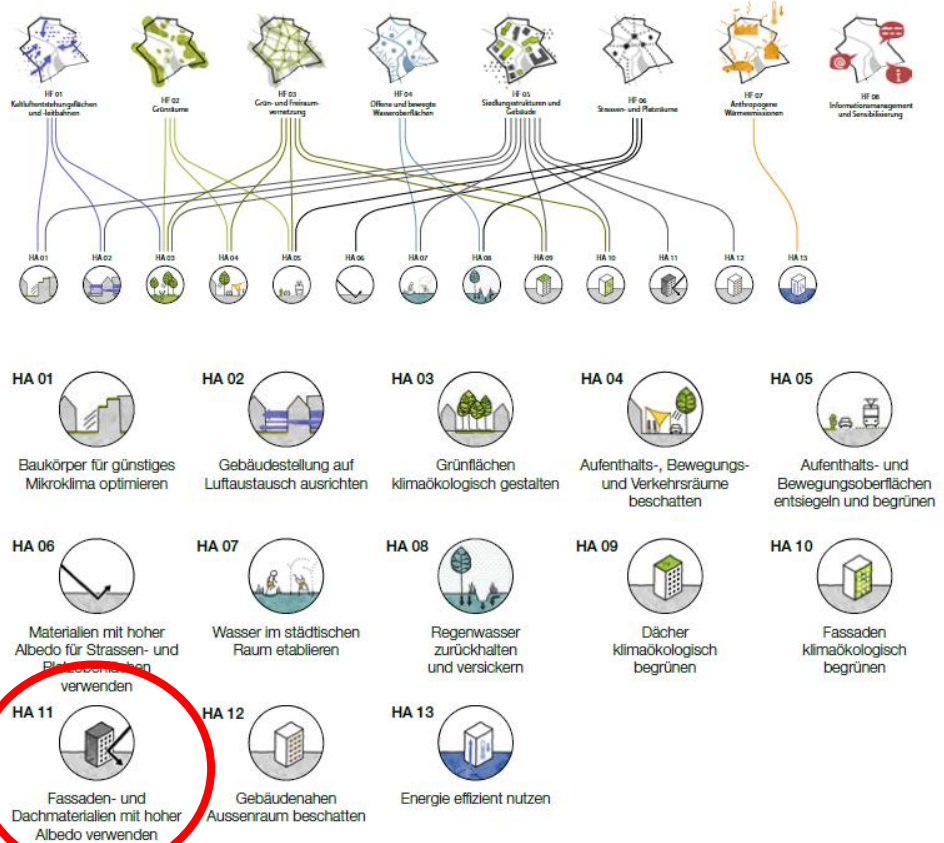 HF 01
Kaltluftentstehungsflächen
und -leitbahnen
HF 02
Grünräume
HF 03
Grün- und Freiraum-
vernetzung
HF 04
Offene und bewegte
Wasseroberflächen
HF 05
Siedlungsstrukturen und
Gebäude
HF 06
Strassen- und Platzräume
HF 07
Anthropogene
Wärmeemissionen
HF 08
Informationsmanagement
und Sensibilisierung
HA 01
HA 02
HA 03
HA 04
HA 05
HA 06
HA 07
HA 08
HA 09
HA 10
HA 11
HA 12
HA 13
HA 01
Baukörper für günstiges
Mikroklima optimieren
HA 02
Gebäudestellung auf
Luftaustausch ausrichten
HA 03
Grünflächen
klimaökologisch gestalten
HA 04
Aufenthalts-, Bewegungs-
und Verkehrsräume
beschatten
HA 05
Aufenthalts- und
Bewegungsoberflächen
entsiegeln und begrünen
HA 06
Materialien mit hoher
Albedo für Strassen- und
Platzoberflächen
verwenden
HA 07
Wasser im städtischen
Raum etablieren
HA 08
Regenwasser
zurückhalten
und versickern
HA 09
Dächer
klimaökologisch
begrünen
HA 10
Fassaden
klimaökologisch
begrünen
HA 11
Fassaden- und
Dachmaterialien mit hoher
Albedo verwenden
HA 12
Gebäudenahen
Aussenraum beschatten
HA 13
Energie effizient nutzen